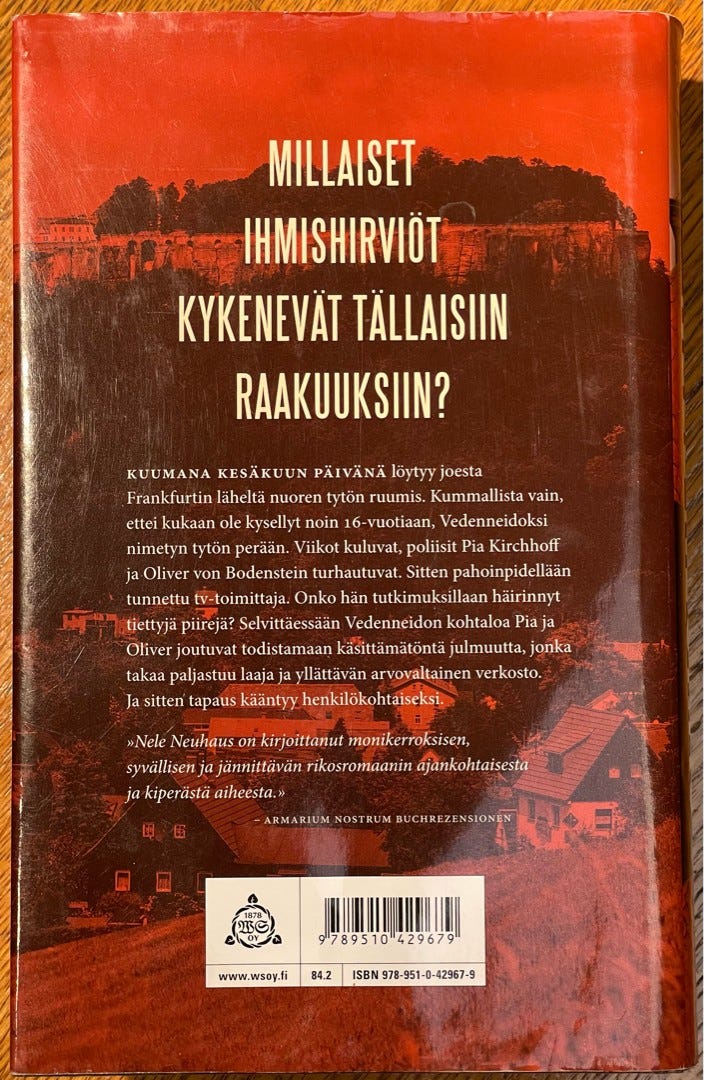 MILLAISET
IHMISHIRVIÖT
KYKENEVÄT TÄLLAISIIN
RAAKUUKSIIN?
KUUMANA KESÄKUUN PÄIVÄNÄ löytyy joesta
Frankfurtin läheltä nuoren tytön ruumis. Kummallista vain,
ettei kukaan ole kysellyt noin 16-vuotiaan, Vedenneidoksi
nimetyn tytön perään. Viikot kuluvat, poliisit Pia Kirchhoff
ja Oliver von Bodenstein turhautuvat. Sitten pahoinpidellään
tunnettu tv-toimittaja. Onko hän tutkimuksillaan häirinnyt
tiettyjä piirejä? Selvittäessään Vedenneidon kohtaloa Pia ja
Oliver joutuvat todistamaan käsittämätöntä julmuutta, jonka
takaa paljastuu laaja ja yllättävän arvovaltainen verkosto.
Ja sitten tapaus kääntyy henkilökohtaiseksi.
»Nele Neuhaus on kirjoittanut monikerroksisen,
syvällisen ja jännittävän rikosromaanin ajankohtaisesta
ja kiperästä aiheesta.»
– ARMARIUM NOSTRUM BUCHREZENSIONEN
1878
WS
OY
9789510429679
www.wsoy.fi 84.2 ISBN 978-951-0-42967-9